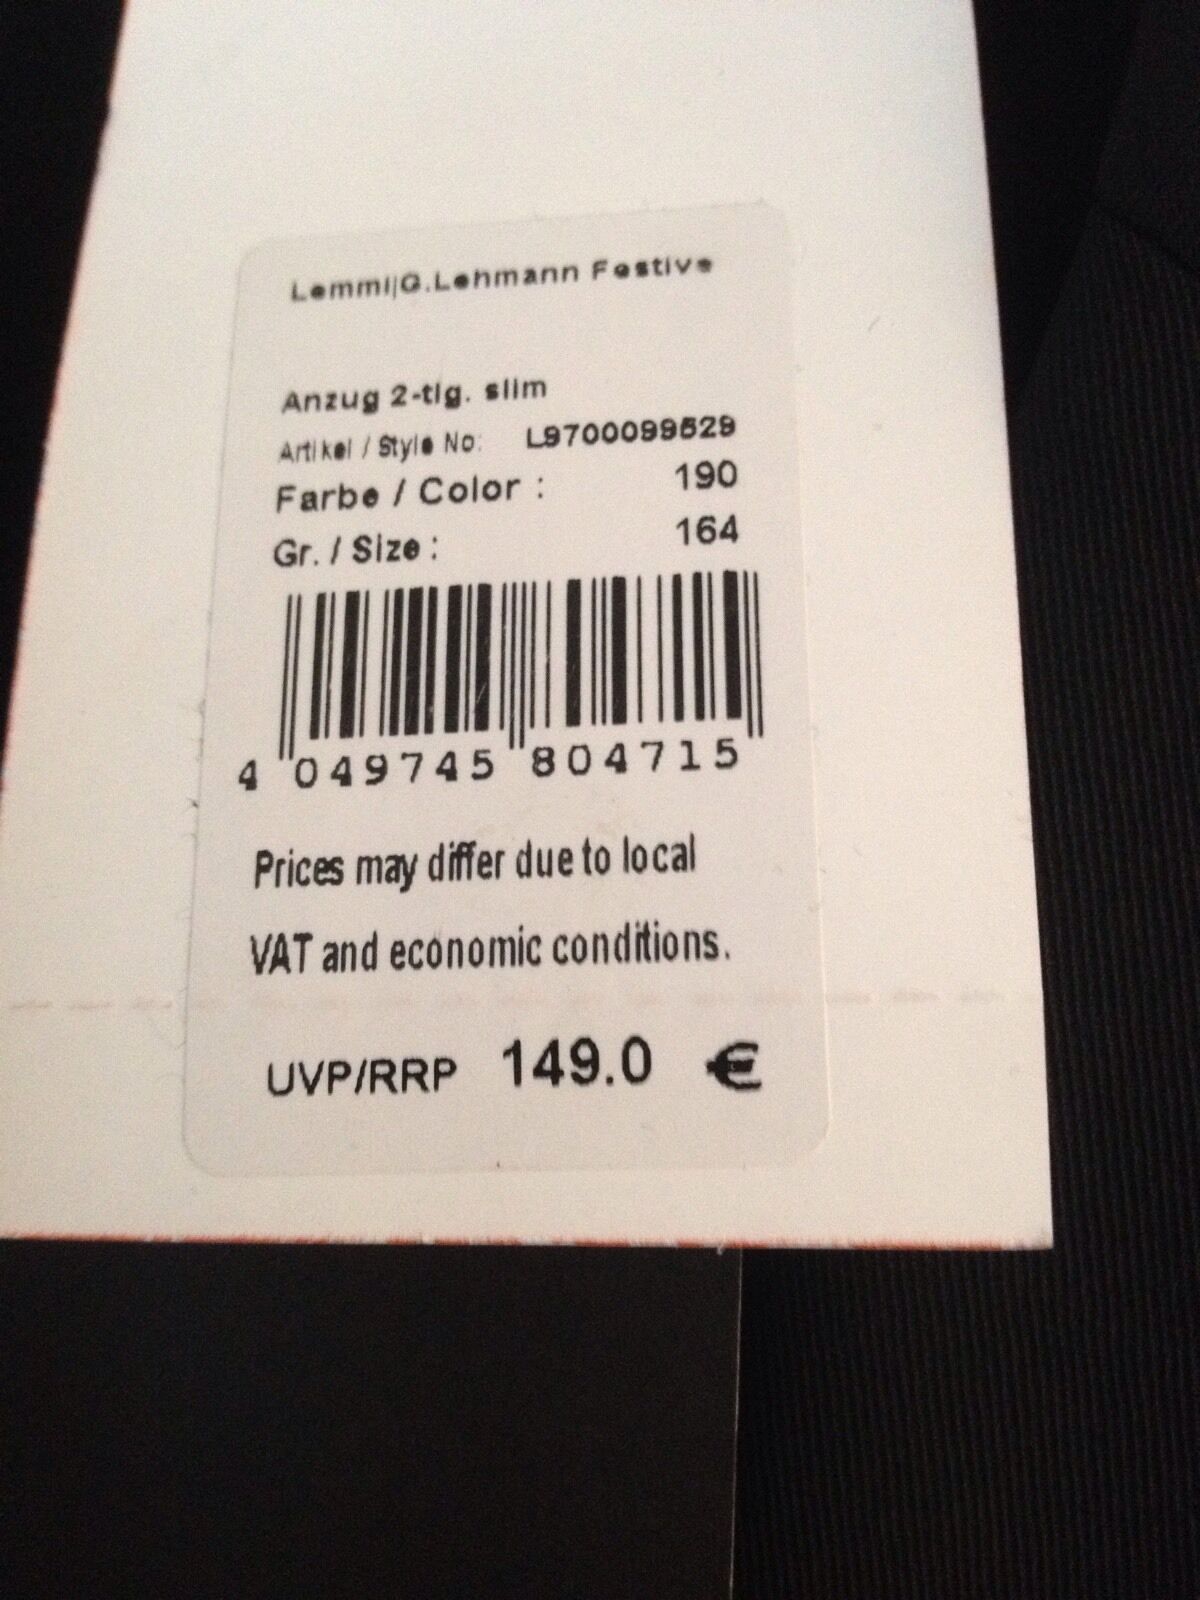 Lemmi|G.Lehmann Festive
Anzug 2-tlg. slim
Artikel / Style No: L9700099529
Farbe / Color : 190
Gr. / Size : 164
4 049745 804715
Prices may differ due to local
VAT and economic conditions.
UVP/RRP 149.0 €